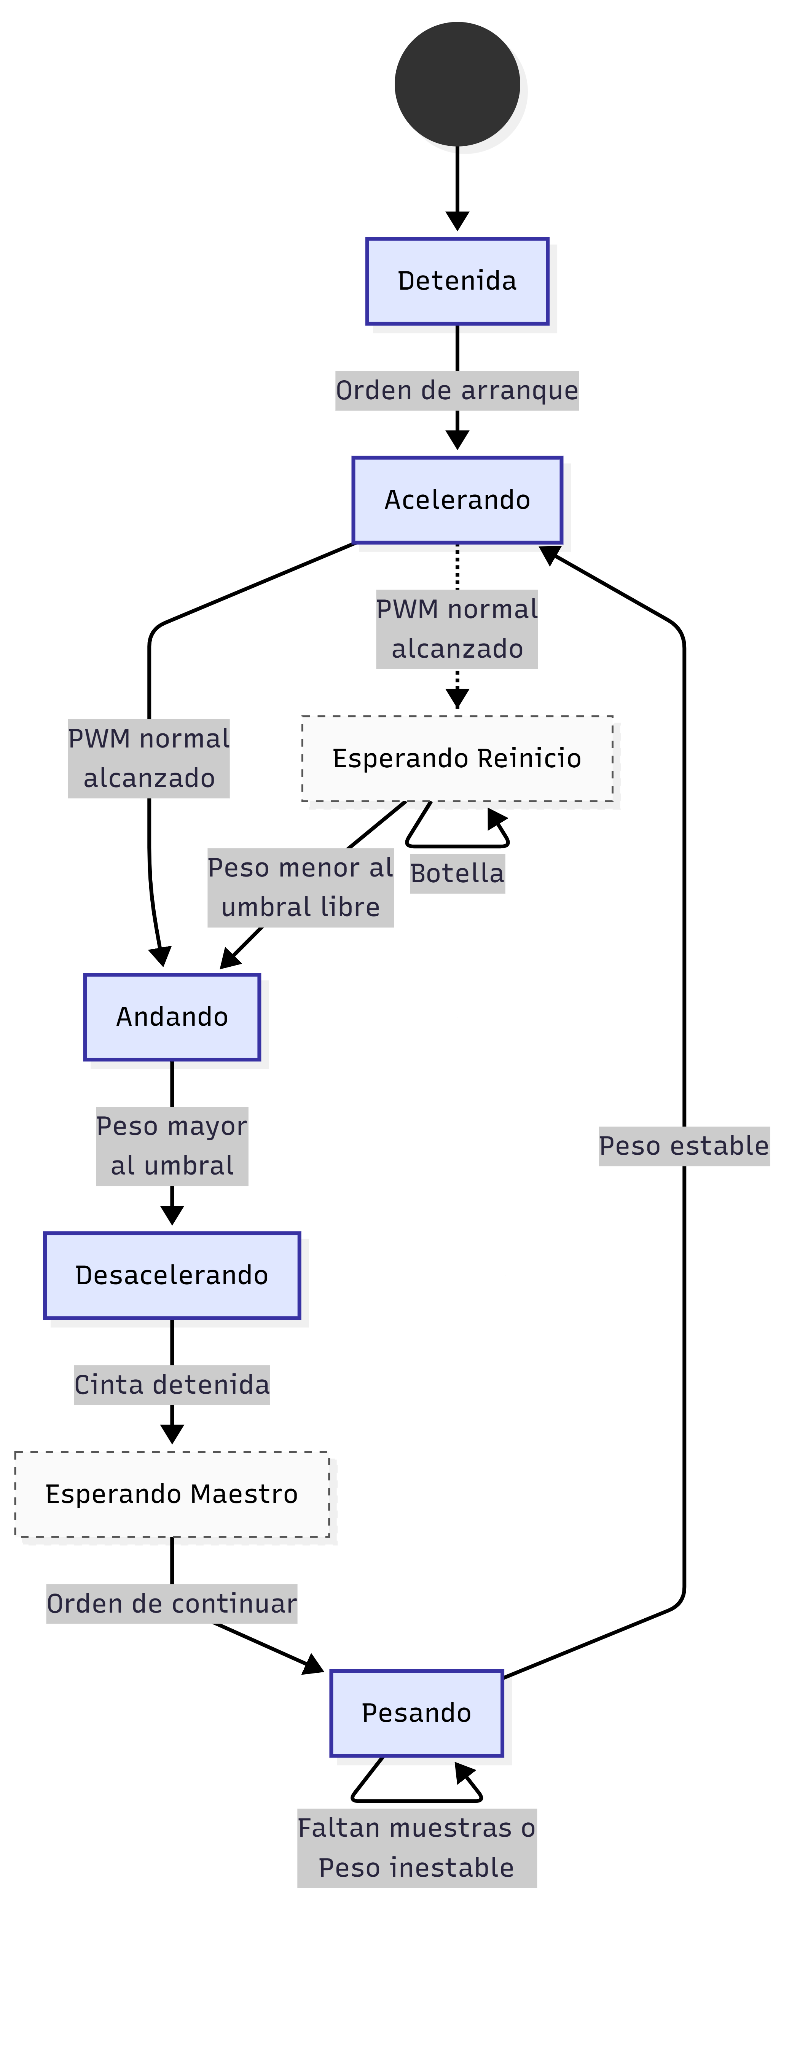 Detenida
Orden de arranque
Acelerando
PWM normal
alcanzado
PWM normal
alcanzado
Esperando Reinicio
Peso menor al
umbral libre
Botella
Andando
Peso mayor
al umbral
Peso estable
Desacelerando
Cinta detenida
Esperando Maestro
Orden de continuar
Pesando
Faltan muestras o
Peso inestable